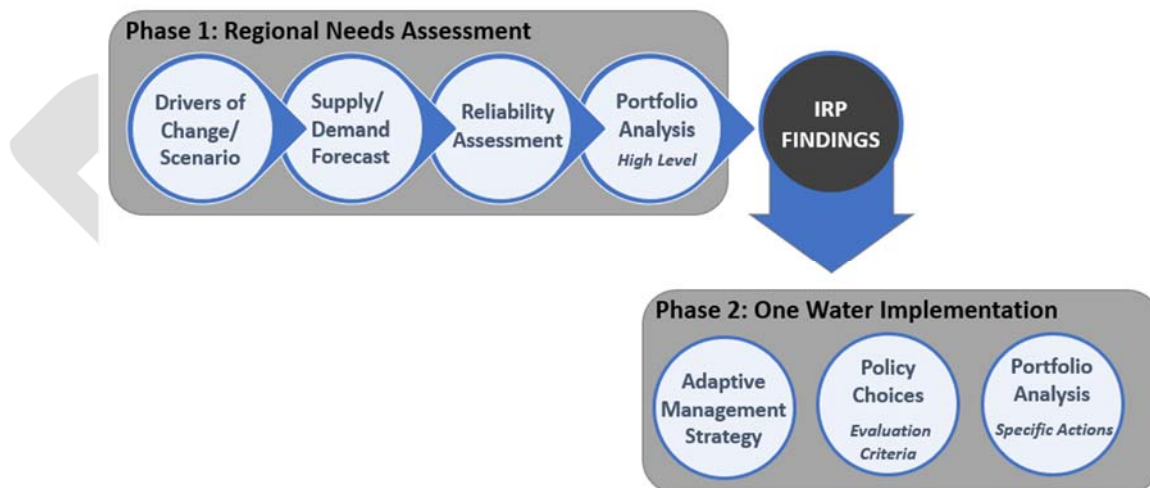 Phase 1: Regional Needs Assessment
Drivers of
Change/
Scenario
Supply/
Demand
Forecast
Reliability
Assessment
Portfolio
Analysis
High Level
IRP
FINDINGS
Phase 2: One Water Implementation
Adaptive
Management
Strategy
Policy
Choices
Evaluation
Criteria
Portfolio
Analysis
Specific Actions